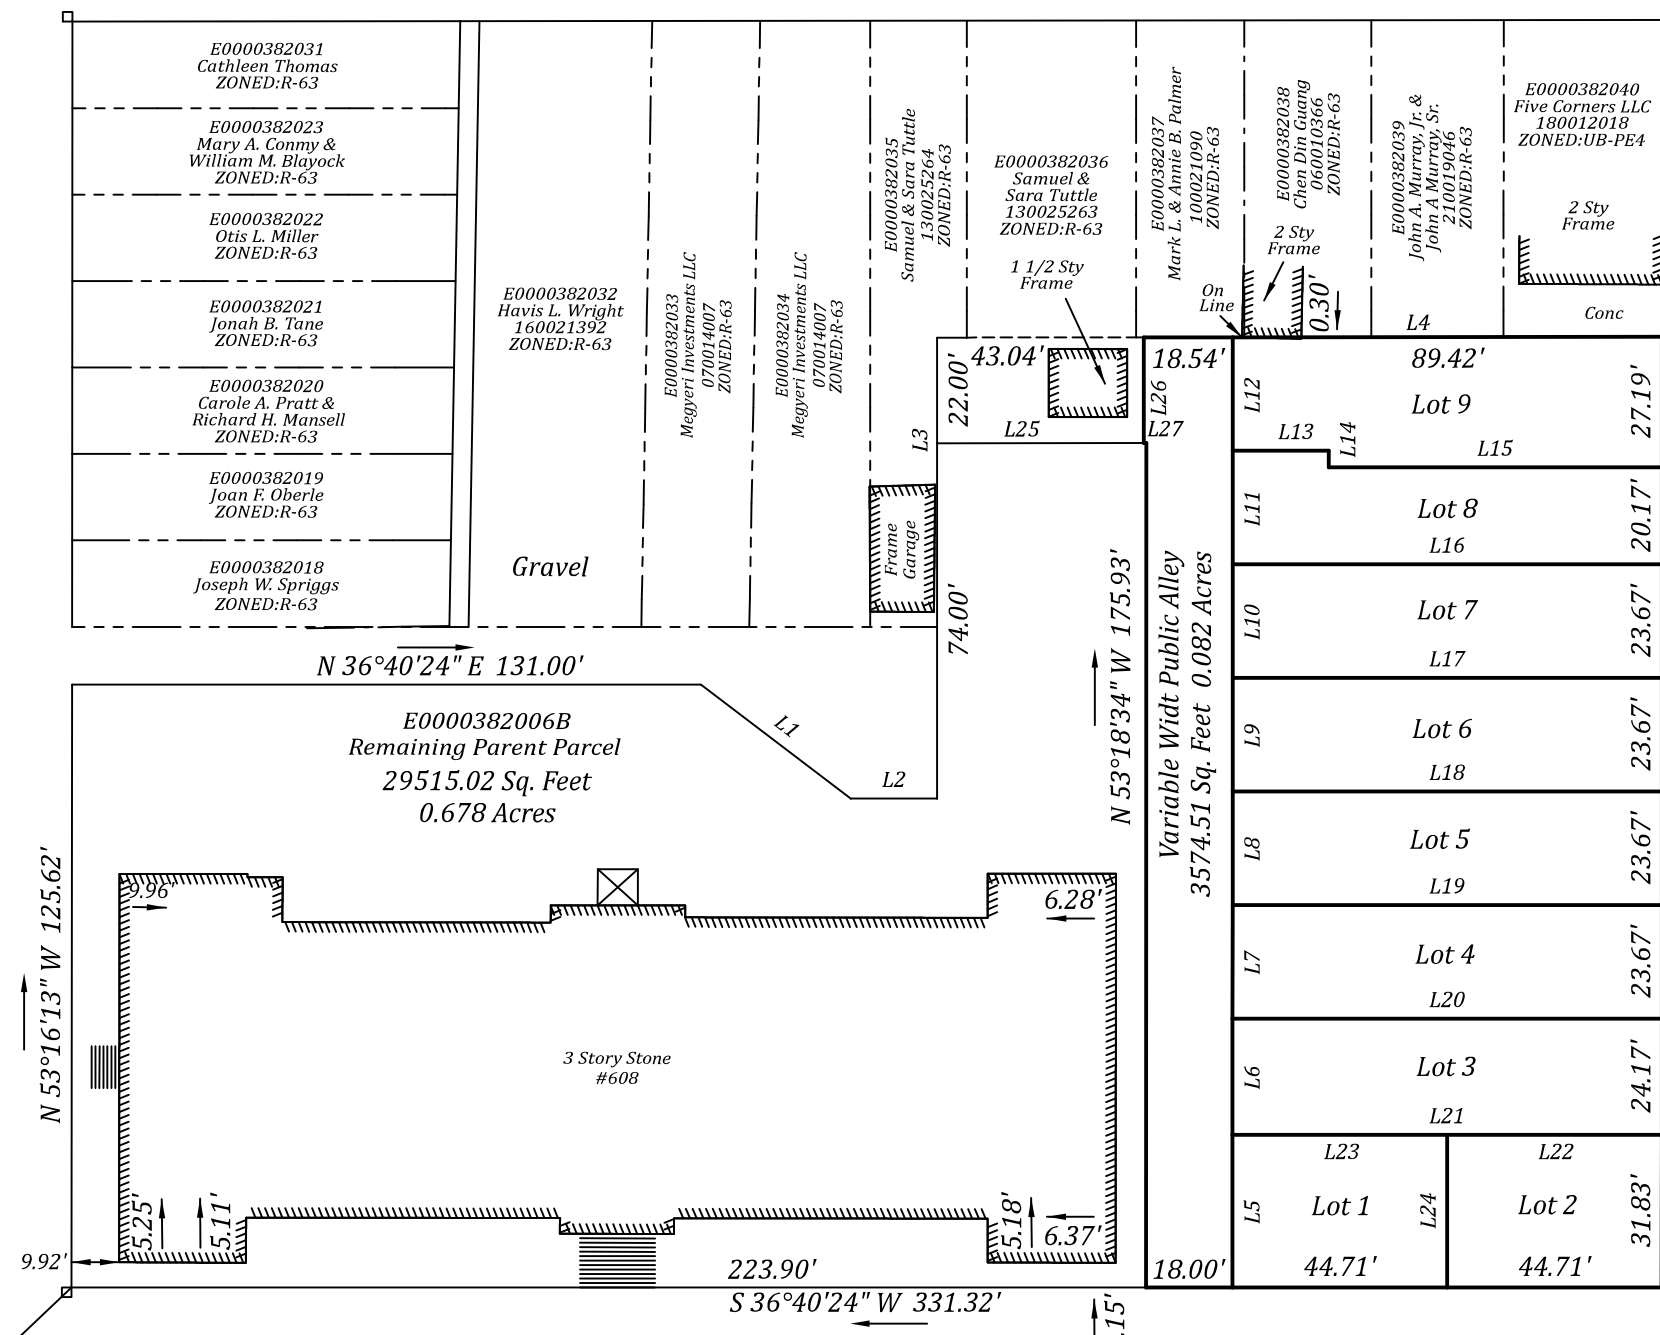 E0000382031
Cathleen Thomas
ZONED:R-63
E0000382023
Mary A. Conmy &
William M. Blayock
ZONED:R-63
E0000382022
Otis L. Miller
ZONED:R-63
E0000382021
Jonah B. Tane
ZONED:R-63
E0000382020
Carole A. Pratt &
Richard H. Mansell
ZONED:R-63
E0000382019
Joan F. Oberle
ZONED:R-63
E0000382018
Joseph W. Spriggs
ZONED:R-63
E0000382032
Havis L. Wright
160021392
ZONED:R-63
Gravel
E0000382033
Megyeri Investments LLC
070014007
ZONED:R-63
E0000382034
Megyeri Investments LLC
070014007
ZONED:R-63
E0000382035
Samuel & Sara Tuttle
130025264
ZONED:R-63
E0000382036
Samuel &
Sara Tuttle
130025263
ZONED:R-63
1 1/2 Sty
Frame
E0000382037
Mark L. & Annie B. Palmer
100021090
ZONED:R-63
E0000382038
Chen Din Guang
060010366
ZONED:R-63
2 Sty
Frame
On
Line
0.30'
E0000382039
John A. Murray, Jr. &
John A Murray, Sr.
210019046
ZONED:R-63
L4
E0000382040
Five Corners LLC
180012018
ZONED:UB-PE4
2 Sty
Frame
Conc
43.04'
22.00'
L25
L3
Frame
Garage
74.00'
18.54'
L26
L27
89.42'
L12
Lot 9
27.19'
L13
L14
L15
L11
Lot 8
20.17'
L16
L10
Lot 7
23.67'
L17
L9
Lot 6
23.67'
L18
L8
Lot 5
23.67'
L19
L7
Lot 4
23.67'
L20
L6
Lot 3
24.17'
L21
L23
L22
L5
Lot 1
L24
Lot 2
31.83'
44.71'
44.71'
N 53°18'34" W 175.93'
Variable Widt Public Alley
3574.51 Sq. Feet 0.082 Acres
18.00'
N 36°40'24" E 131.00'
L1
L2
E0000382006B
Remaining Parent Parcel
29515.02 Sq. Feet
0.678 Acres
N 53°16'13" W 125.62'
9.96'
6.28'
3 Story Stone
#608
5.25'
5.11'
5.18'
6.37'
9.92'
223.90'
S 36°40'24" W 331.32'
.15'